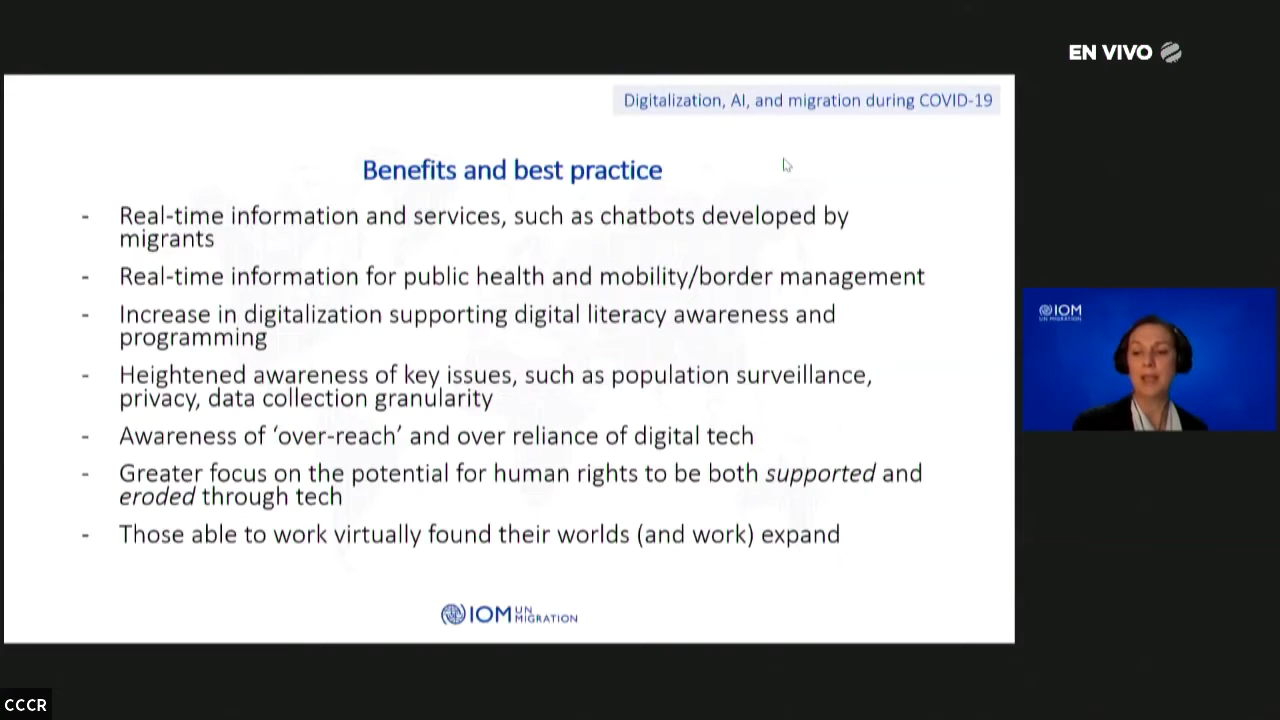 EN VIVO
Digitalization, AI, and migration during COVID-19
Benefits and best practice
- Real-time information and services, such as chatbots developed by
migrants
- Real-time information for public health and mobility/border management
- Increase in digitalization supporting digital literacy awareness and
programming
- Heightened awareness of key issues, such as population surveillance,
privacy, data collection granularity
- Awareness of ‘over-reach’ and over reliance of digital tech
- Greater focus on the potential for human rights to be both supported and
eroded through tech
- Those able to work virtually found their worlds (and work) expand
IOM UN MIGRATION
IOM
UN MIGRATION
CCCR